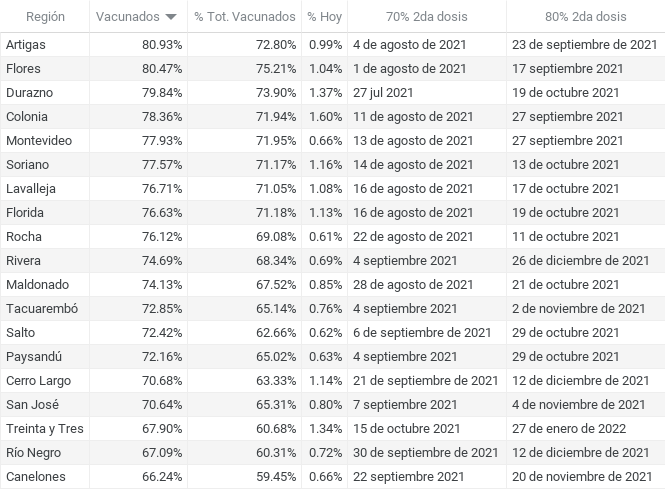 Región Vacunados % Tot. Vacunados % Hoy 70% 2da dosis 80% 2da dosis
Artigas 80.93% 72.80% 0.99% 4 de agosto de 2021 23 de septiembre de 2021
Flores 80.47% 75.21% 1.04% 1 de agosto de 2021 17 septiembre 2021
Durazno 79.84% 73.90% 1.37% 27 jul 2021 19 de octubre 2021
Colonia 78.36% 71.94% 1.60% 11 de agosto de 2021 27 septiembre 2021
Montevideo 77.93% 71.95% 0.66% 13 de agosto de 2021 27 septiembre 2021
Soriano 77.57% 71.17% 1.16% 14 de agosto de 2021 13 de octubre 2021
Lavalleja 76.71% 71.05% 1.08% 16 de agosto de 2021 17 de octubre 2021
Florida 76.63% 71.18% 1.13% 16 de agosto de 2021 19 de octubre 2021
Rocha 76.12% 69.08% 0.61% 22 de agosto de 2021 11 de octubre 2021
Rivera 74.69% 68.34% 0.69% 4 septiembre 2021 26 de diciembre de 2021
Maldonado 74.13% 67.52% 0.85% 28 de agosto de 2021 21 de octubre 2021
Tacuarembó 72.85% 65.14% 0.76% 4 septiembre 2021 2 de noviembre de 2021
Salto 72.42% 62.66% 0.62% 6 de septiembre de 2021 29 de octubre 2021
Paysandú 72.16% 65.02% 0.63% 4 septiembre 2021 29 de octubre 2021
Cerro Largo 70.68% 63.33% 1.14% 21 de septiembre de 2021 12 de diciembre de 2021
San José 70.64% 65.31% 0.80% 7 septiembre 2021 4 de noviembre de 2021
Treinta y Tres 67.90% 60.68% 1.34% 15 de octubre 2021 27 de enero de 2022
Río Negro 67.09% 60.31% 0.72% 30 de septiembre de 2021 12 de diciembre de 2021
Canelones 66.24% 59.45% 0.66% 22 septiembre 2021 20 de noviembre de 2021